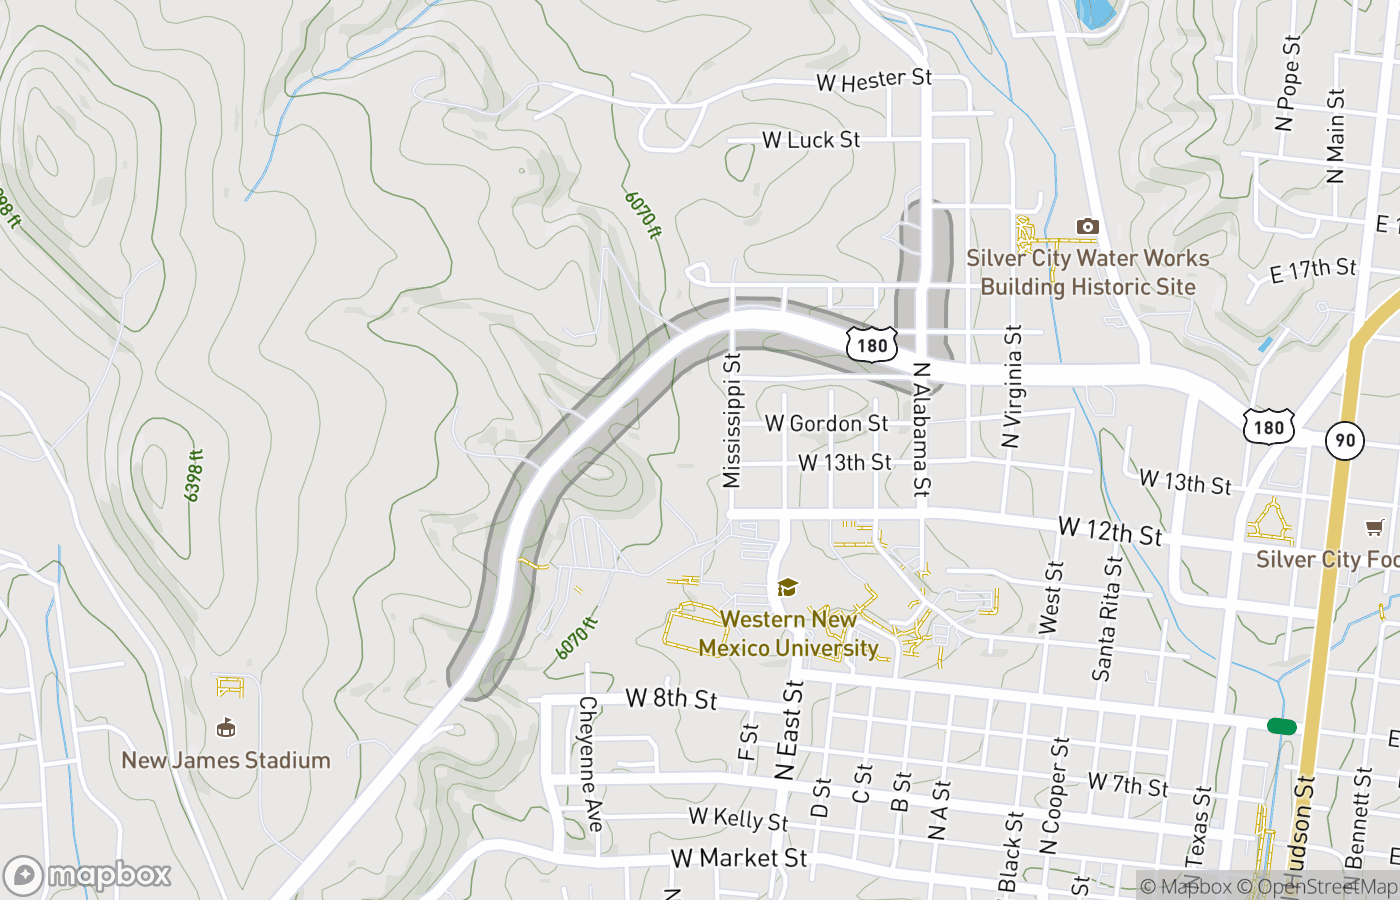 W Hester St
N Pope St
N Main St
W Luck St
6070 ft
98 ft
E 1
Silver City Water Works
Building Historic Site
E 17th St
180
N Virginia St
Mississippi St
N Alabama St
W Gordon St
180
90
W 13th St
6398 ft
W 13th St
W 12th St
Silver City Foo
West St
Santa Rita St
Western New
Mexico University
6070 ft
W 8th St
Cheyenne Ave
N East St
F St
New James Stadium
E
D St
C St
B St
N A St
N Cooper St
W 7th St
W Kelly St
Black St
N Texas St
Hudson St
N Bennett St
E
W Market St
N
St
E
mapbox
© Mapbox © OpenStreetMap